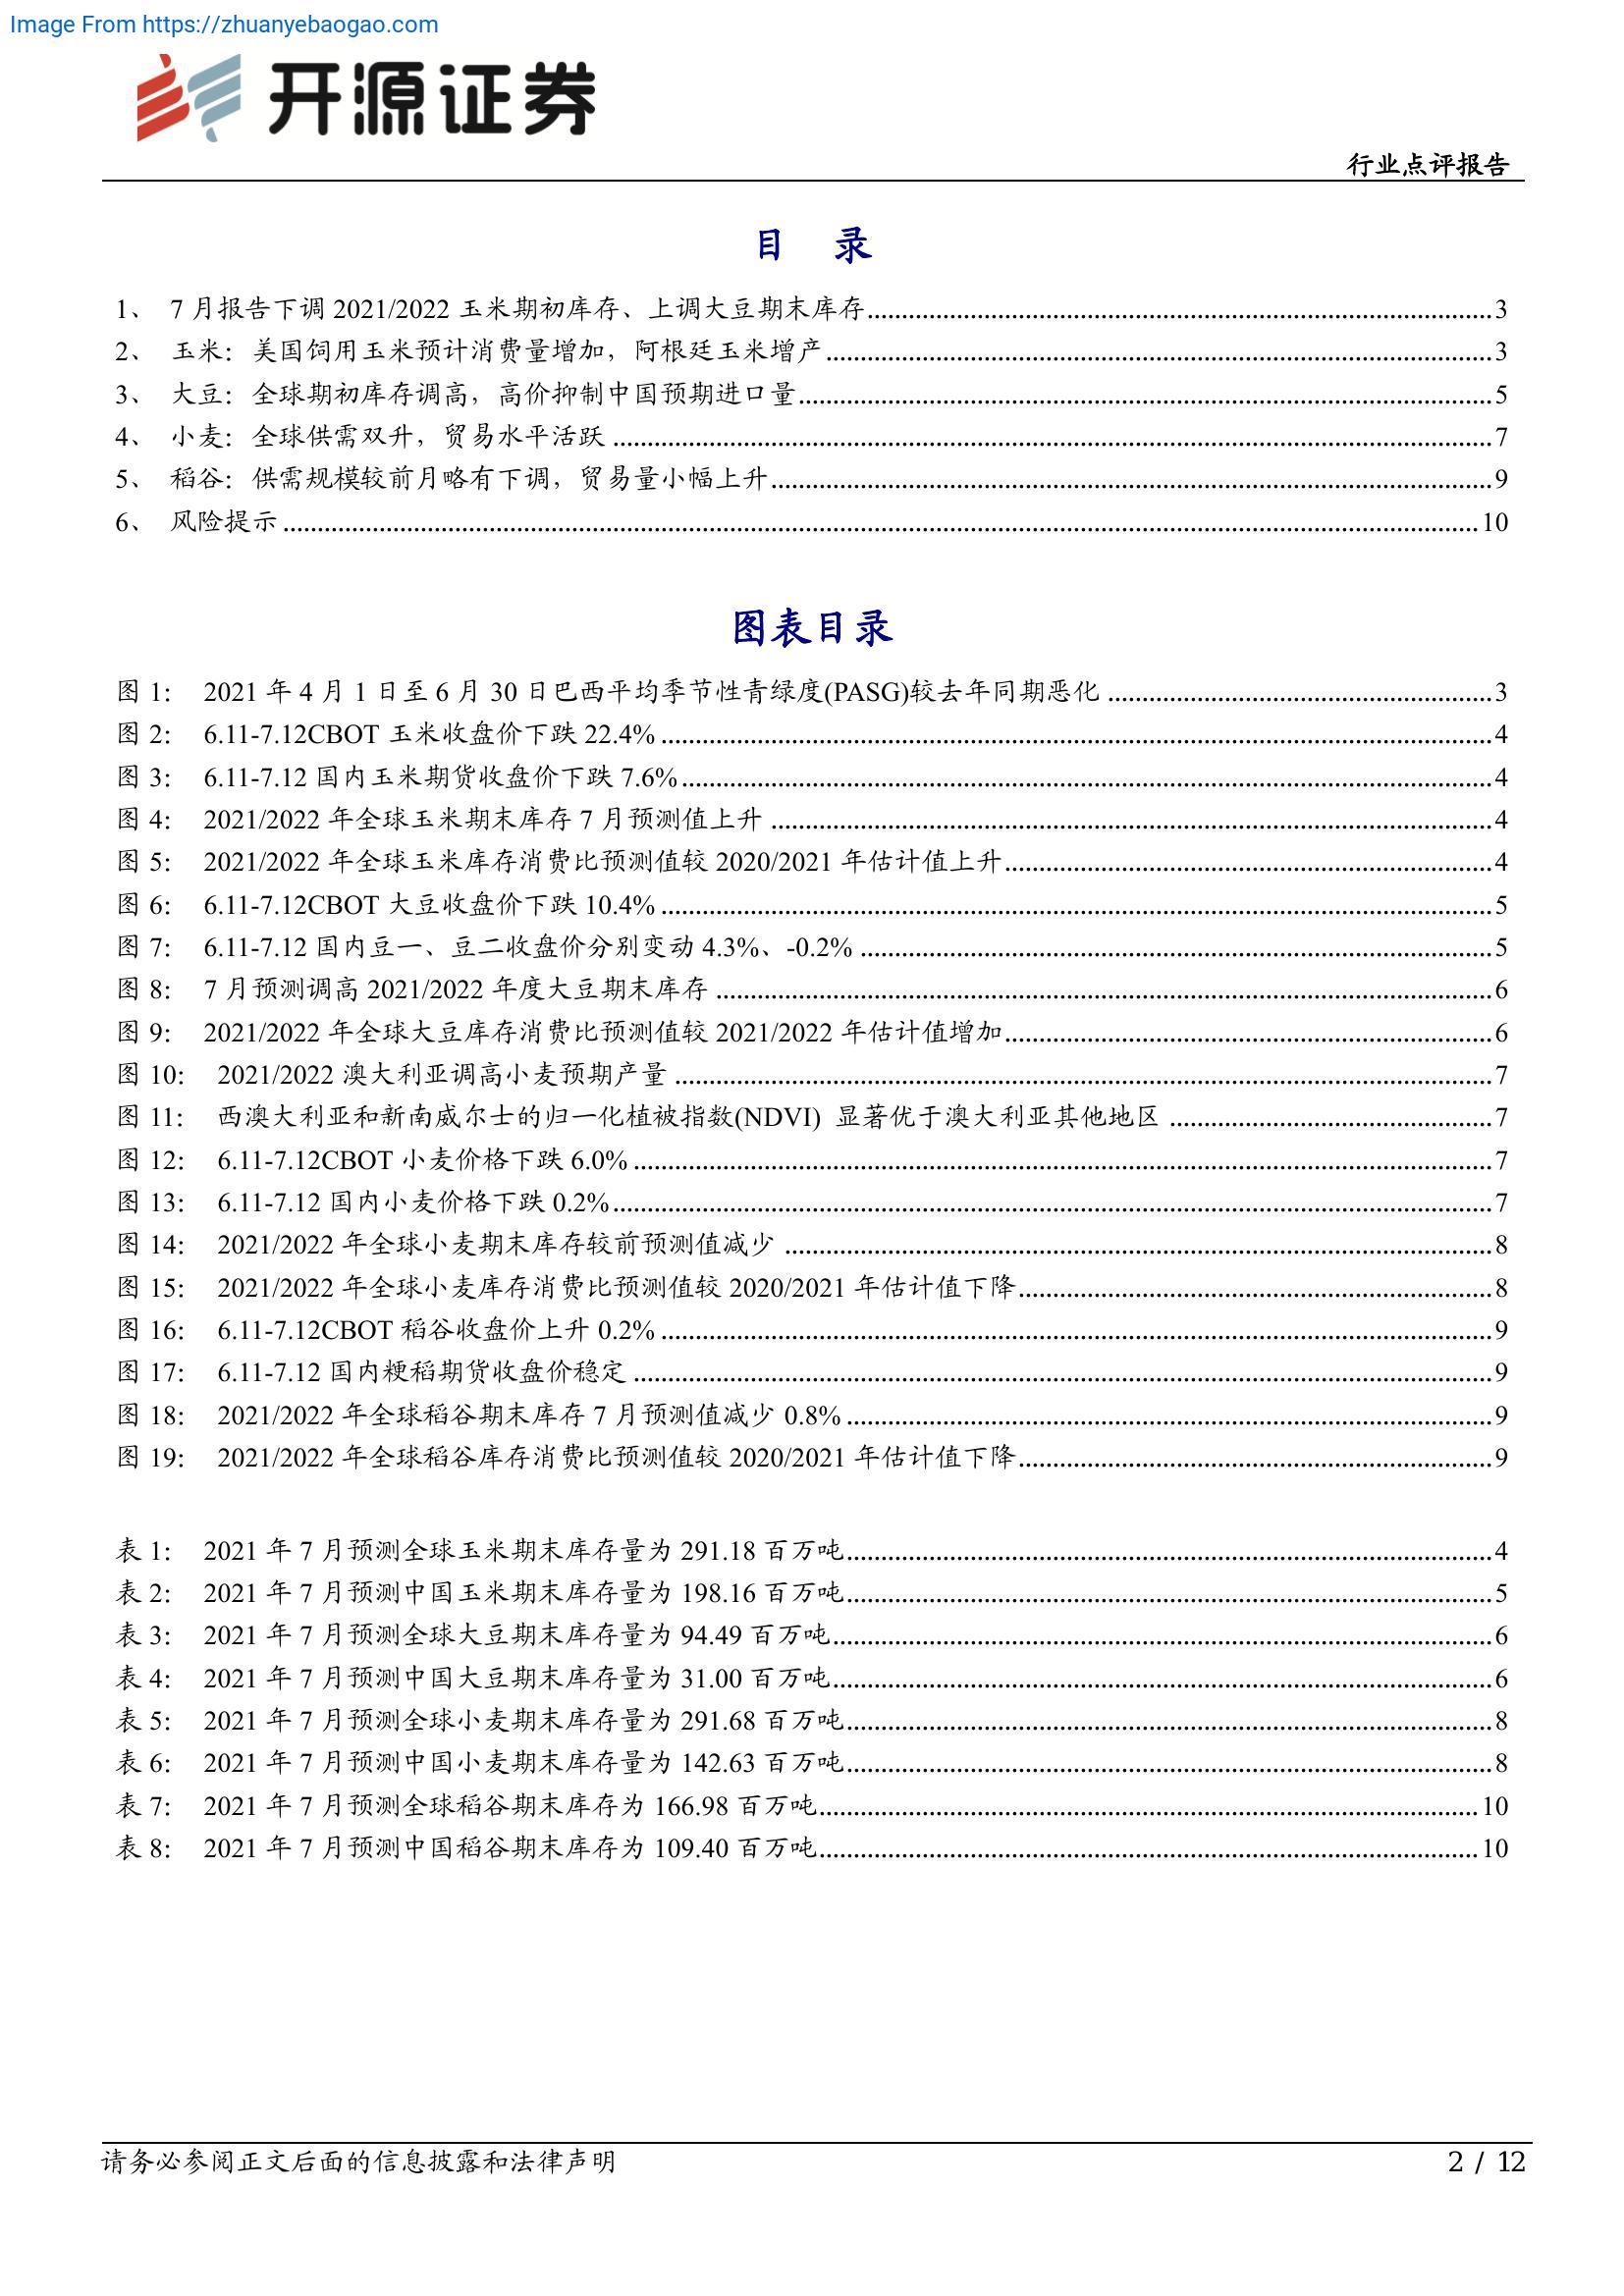 Image From https://zhuanyebaogao.com
开源证券
行业点评报告
目 录
1、 7 月报告下调 2021/2022 玉米期初库存、上调大豆期末库存 3
2、 玉米：美国饲用玉米预计消费量增加，阿根廷玉米增产 3
3、 大豆：全球期初库存调高，高价抑制中国预期进口量 5
4、 小麦：全球供需双升，贸易水平活跃 7
5、 稻谷：供需规模较前月略有下调，贸易量小幅上升 9
6、 风险提示 10
图表目录
图 1： 2021 年 4 月 1 日至 6 月 30 日巴西平均季节性青绿度(PASG)较去年同期恶化 3
图 2： 6.11-7.12CBOT 玉米收盘价下跌 22.4% 4
图 3： 6.11-7.12 国内玉米期货收盘价下跌 7.6% 4
图 4： 2021/2022 年全球玉米期末库存 7 月预测值上升 4
图 5： 2021/2022 年全球玉米库存消费比预测值较 2020/2021 年估计值上升 4
图 6： 6.11-7.12CBOT 大豆收盘价下跌 10.4% 5
图 7： 6.11-7.12 国内豆一、豆二收盘价分别变动 4.3%、-0.2% 5
图 8： 7 月预测调高 2021/2022 年度大豆期末库存 6
图 9： 2021/2022 年全球大豆库存消费比预测值较 2021/2022 年估计值增加 6
图 10： 2021/2022 澳大利亚调高小麦预期产量 7
图 11： 西澳大利亚和新南威尔士的归一化植被指数(NDVI) 显著优于澳大利亚其他地区 7
图 12： 6.11-7.12CBOT 小麦价格下跌 6.0% 7
图 13： 6.11-7.12 国内小麦价格下跌 0.2% 7
图 14： 2021/2022 年全球小麦期末库存较前预测值减少 8
图 15： 2021/2022 年全球小麦库存消费比预测值较 2020/2021 年估计值下降 8
图 16： 6.11-7.12CBOT 稻谷收盘价上升 0.2% 9
图 17： 6.11-7.12 国内粳稻期货收盘价稳定 9
图 18： 2021/2022 年全球稻谷期末库存 7 月预测值减少 0.8% 9
图 19： 2021/2022 年全球稻谷库存消费比预测值较 2020/2021 年估计值下降 9
表 1： 2021 年 7 月预测全球玉米期末库存量为 291.18 百万吨 4
表 2： 2021 年 7 月预测中国玉米期末库存量为 198.16 百万吨 5
表 3： 2021 年 7 月预测全球大豆期末库存量为 94.49 百万吨 6
表 4： 2021 年 7 月预测中国大豆期末库存量为 31.00 百万吨 6
表 5： 2021 年 7 月预测全球小麦期末库存量为 291.68 百万吨 8
表 6： 2021 年 7 月预测中国小麦期末库存量为 142.63 百万吨 8
表 7： 2021 年 7 月预测全球稻谷期末库存为 166.98 百万吨 10
表 8： 2021 年 7 月预测中国稻谷期末库存为 109.40 百万吨 10
请务必参阅正文后面的信息披露和法律声明 2 / 12